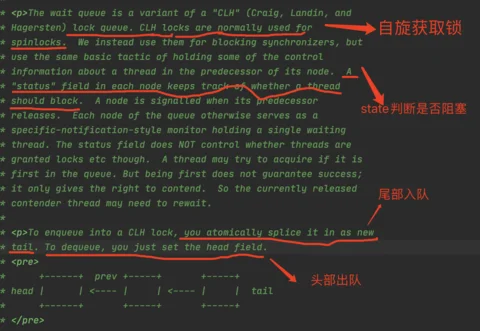 * <p>The wait queue is a variant of a "CLH" (Craig, Landin, and
* Hagersten) lock queue. CLH locks are normally used for
自旋获取锁
* spinlocks.  We instead use them for blocking synchronizers, but
* use the same basic tactic of holding some of the control
* information about a thread in the predecessor of its node.  A
* "status" field in each node keeps track of whether a thread
* should block.  A node is signalled when its predecessor
state判断是否阻塞
* releases.  Each node of the queue otherwise serves as a
* specific-notification-style monitor holding a single waiting
* thread. The status field does NOT control whether threads are
* granted locks etc though.  A thread may try to acquire if it is
* first in the queue. But being first does not guarantee success;
* it only gives the right to contend.  So the currently released
* contender thread may need to rewait.
尾部入队
*
* <p>To enqueue into a CLH lock, you atomically splice it in as new
* tail. To dequeue, you just set the head field.
* <pre>
头部出队
*      +------+  prev +-----+       +-----+
* head |      | <---- |     | <---- |     |  tail
*      +------+       +-----+       +-----+
* </pre>